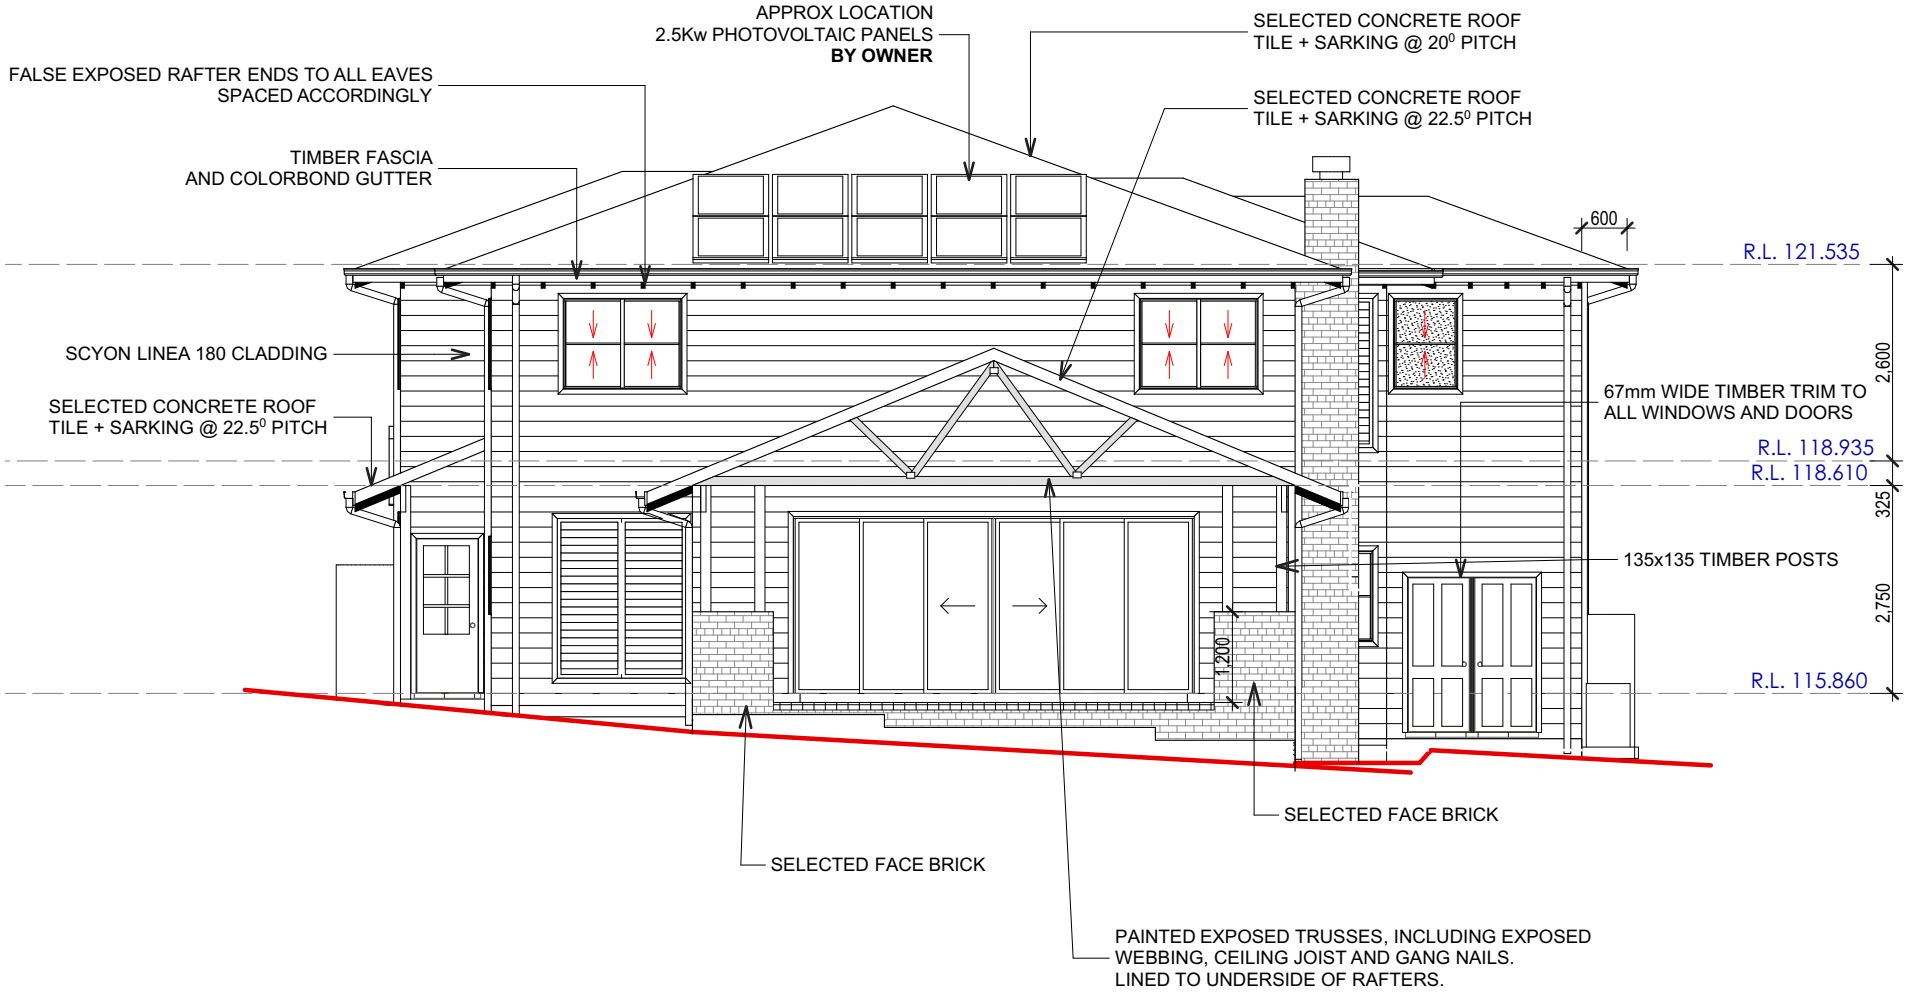 APPROX LOCATION
2.5Kw PHOTOVOLTAIC PANELS
BY OWNER
SELECTED CONCRETE ROOF
TILE + SARKING @ 20⁰ PITCH
FALSE EXPOSED RAFTER ENDS TO ALL EAVES
SPACED ACCORDINGLY
SELECTED CONCRETE ROOF
TILE + SARKING @ 22.5⁰ PITCH
TIMBER FASCIA
AND COLORBOND GUTTER
600
R.L. 121.535
SCYON LINEA 180 CLADDING
2,600
67mm WIDE TIMBER TRIM TO
ALL WINDOWS AND DOORS
SELECTED CONCRETE ROOF
TILE + SARKING @ 22.5⁰ PITCH
R.L. 118.935
R.L. 118.610
325
135x135 TIMBER POSTS
2,750
1,200
R.L. 115.860
SELECTED FACE BRICK
SELECTED FACE BRICK
PAINTED EXPOSED TRUSSES, INCLUDING EXPOSED
WEBBING, CEILING JOIST AND GANG NAILS.
LINED TO UNDERSIDE OF RAFTERS.